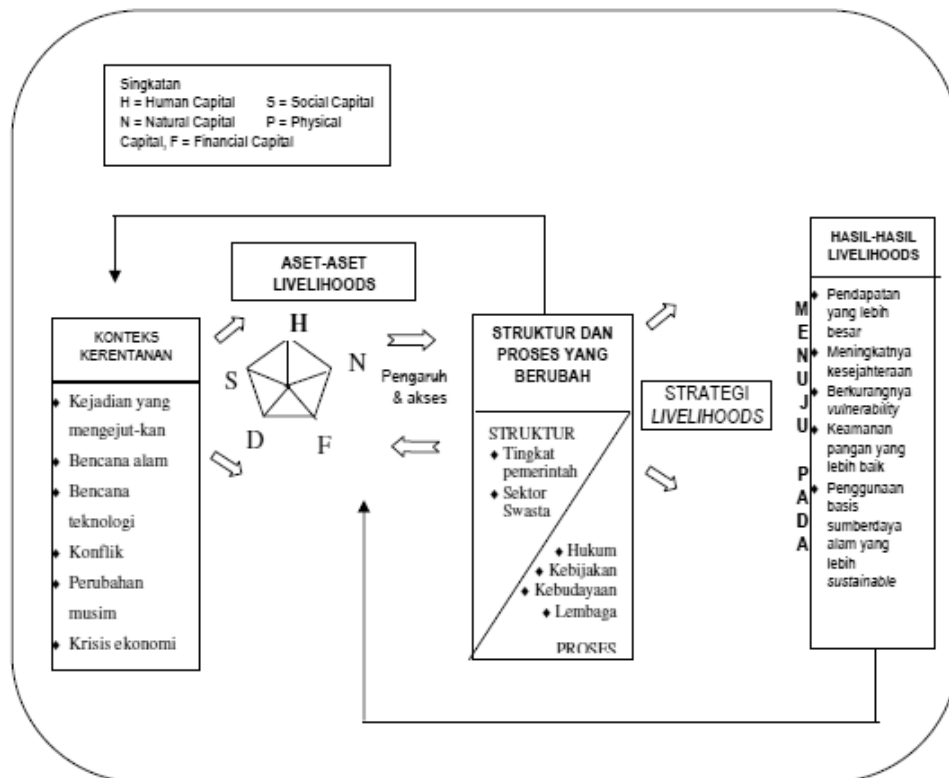 Singkatan
H = Human Capital S = Social Capital
N = Natural Capital P = Physical
Capital, F = Financial Capital
ASET-ASET
LIVELIHOODS
H
S
N
D
F
KONTEKS
KERENTANAN
♦ Kejadian yang
mengejut-kan
♦ Bencana alam
♦ Bencana
teknologi
♦ Konflik
♦ Perubahan
musim
♦ Krisis ekonomi
Pengaruh
& akses
STRUKTUR DAN
PROSES YANG
BERUBAH
STRUKTUR
♦ Tingkat
pemerintah
♦ Sektor
Swasta
♦ Hukum
♦ Kebijakan
♦ Kebudayaan
♦ Lembaga
PROSES
STRATEGI
LIVELIHOODS
MENUJU PADA
HASIL-HASIL
LIVELIHOODS
♦ Pendapatan
yang lebih
besar
♦ Meningkatnya
kesejahteraan
♦ Berkurangnya
vulnerability
♦ Keamanan
pangan yang
lebih baik
♦ Penggunaan
basis
sumberdaya
alam yang
lebih
sustainable